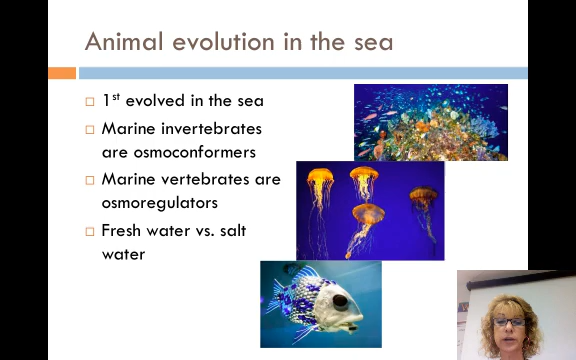 Animal evolution in the sea
1st evolved in the sea
Marine invertebrates
are osmoconformers
Marine vertebrates are
osmoregulators
Fresh water vs. salt
water